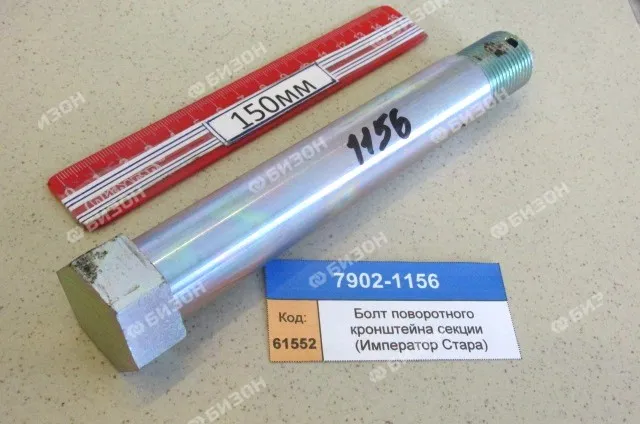 150мм
1156
7902-1156
Код:
61552
Болт поворотного
кронштейна секции
(Император Стара)
БИЗОН